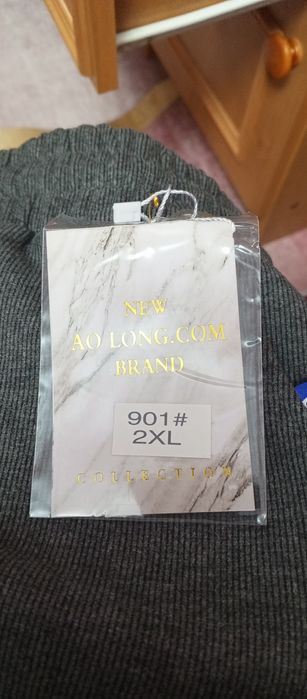 NEW
AO LONG.COM
BRAND
901#
2XL
COLLECTION